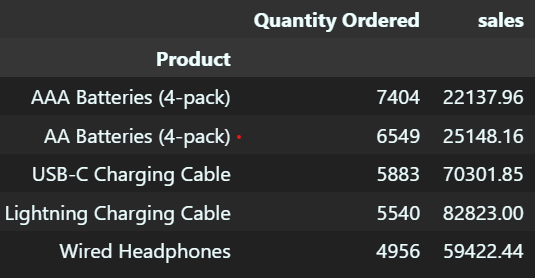 Quantity Ordered sales
Product
AAA Batteries (4-pack) 7404 22137.96
AA Batteries (4-pack) 6549 25148.16
USB-C Charging Cable 5883 70301.85
Lightning Charging Cable 5540 82823.00
Wired Headphones 4956 59422.44